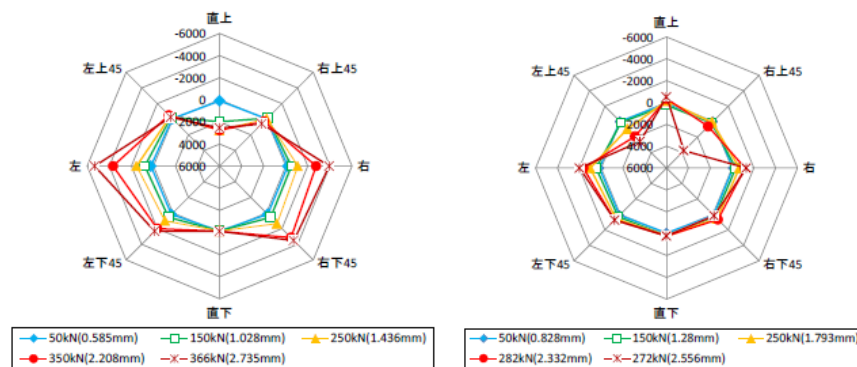 直上
-6000
左上45
右上45
-4000
-2000
0
2000
4000
左
6000
右
左下45
右下45
直下
50kN(0.585mm)
150kN(1.028mm)
250kN(1.436mm)
350kN(2.208mm)
366kN(2.735mm)
直上
-6000
左上45
右上45
-4000
-2000
0
2000
4000
左
6000
右
左下45
右下45
直下
50kN(0.828mm)
150kN(1.28mm)
250kN(1.793mm)
282kN(2.332mm)
272kN(2.556mm)